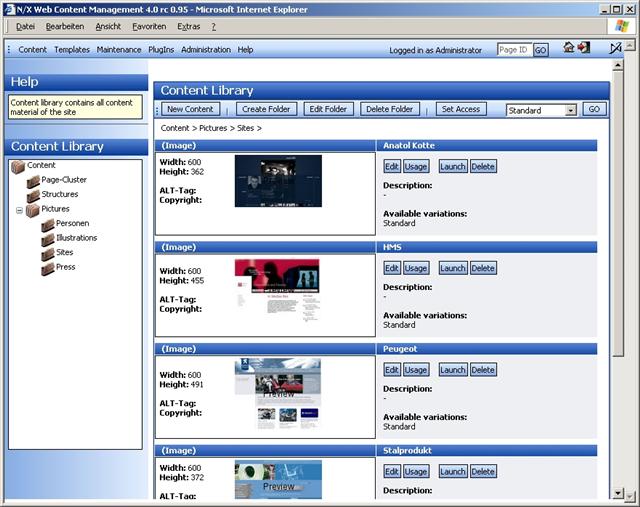 N/X Web Content Management 4.0 rc 0.95 - Microsoft Internet Explorer
Datei Bearbeiten Ansicht Favoriten Extras ?
Content Templates Maintenance PlugIns Administration Help Logged in as Administrator Page ID GO
Help
Content library contains all content
material of the site
Content Library
Content
Page-Cluster
Structures
Pictures
Personen
Illustrations
Sites
Press
Content Library
New Content | Create Folder Edit Folder Delete Folder | Set Access Standard GO
Content > Pictures > Sites >
(Image) Anatol Kotte
Width: 600
Height: 362
ALT-Tag:
Copyright:
Edit Usage Launch Delete
Description:
-
Available variations:
Standard
(Image) HMS
Width: 600
Height: 455
ALT-Tag:
Copyright:
Preview
Edit Usage Launch Delete
Description:
-
Available variations:
Standard
(Image) Peugeot
Width: 600
Height: 491
ALT-Tag:
Copyright:
Preview
Edit Usage Launch Delete
Description:
-
Available variations:
Standard
(Image) Stalprodukt
Width: 600
Height: 372
ALT-Tag:
Preview
Edit Usage Launch Delete
Description: